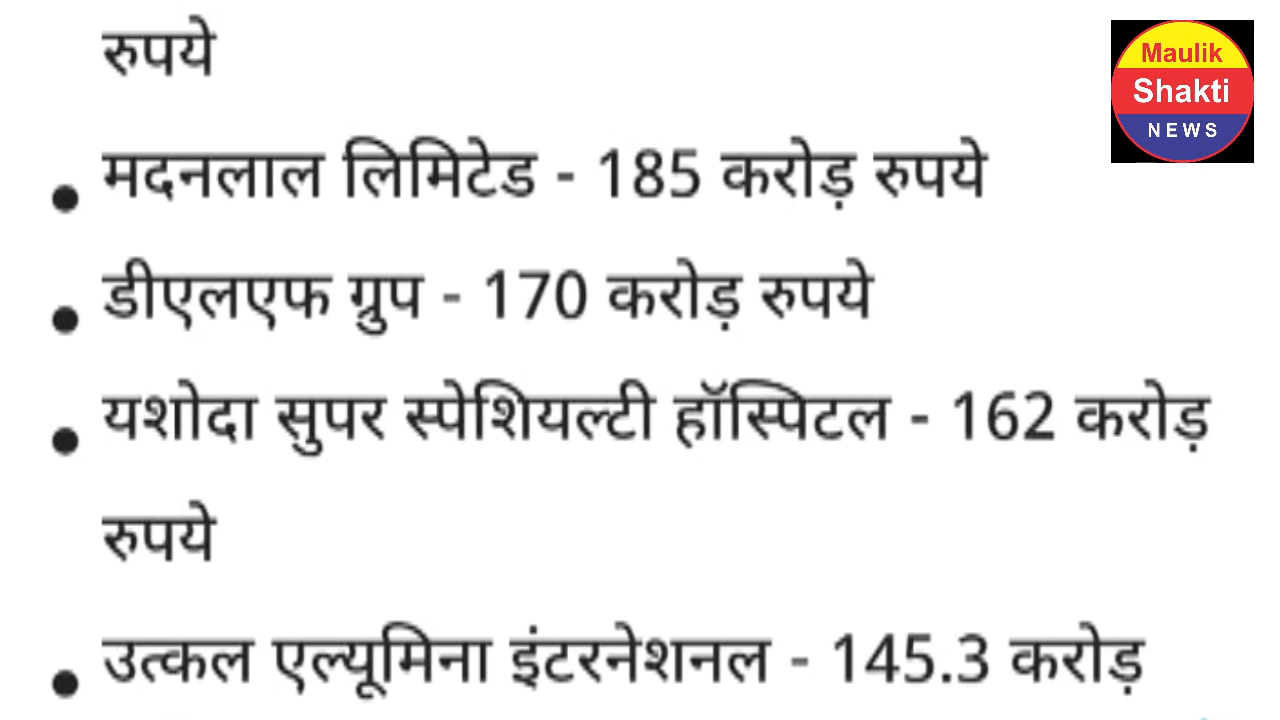 रुपये
Maulik
Shakti
NEWS
• मदनलाल लिमिटेड - 185 करोड़ रुपये
• डीएलएफ ग्रुप - 170 करोड़ रुपये
• यशोदा सुपर स्पेशियल्टी हॉस्पिटल - 162 करोड़
रुपये
• उत्कल एल्यूमिना इंटरनेशनल - 145.3 करोड़